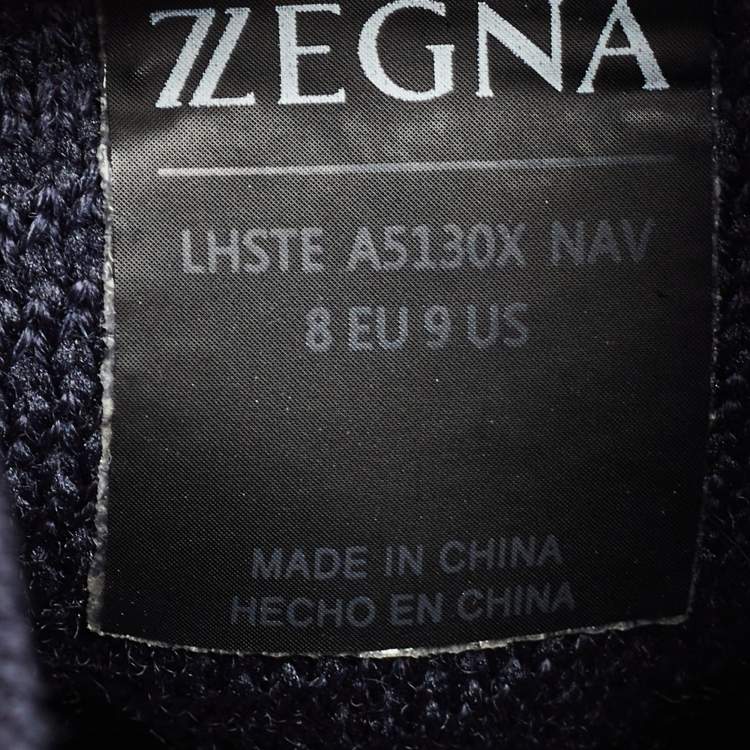 ZZEGNA
LHSTE A5130X NAV
8 EU 9 US
MADE IN CHINA
HECHO EN CHINA